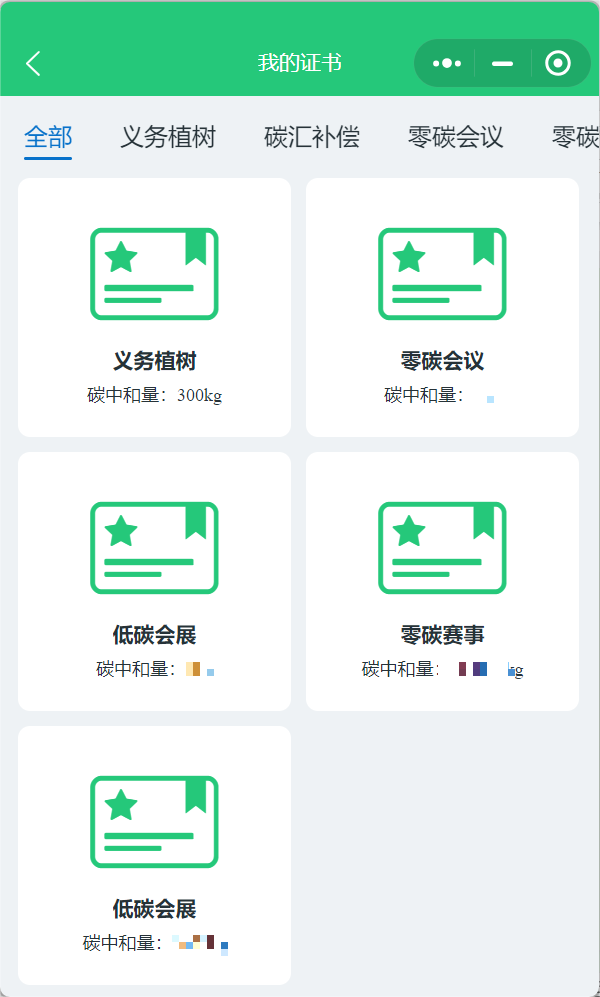 我的证书
全部 义务植树 碳汇补偿 零碳会议 零碳
义务植树
碳中和量：300kg
零碳会议
碳中和量：
低碳会展
碳中和量：
零碳赛事
碳中和量：
低碳会展
碳中和量：